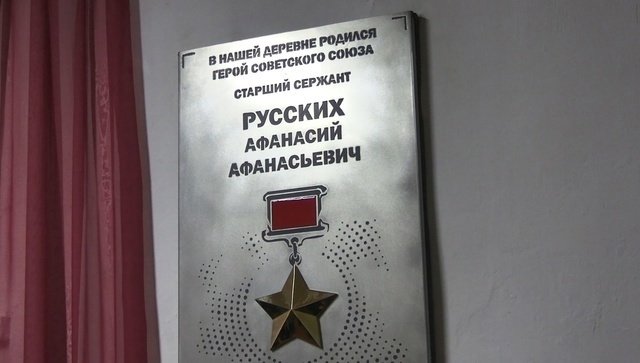 В НАШЕЙ ДЕРЕВНЕ РОДИЛСЯ
ГЕРОЙ СОВЕТСКОГО СОЮЗА
СТАРШИЙ СЕРЖАНТ
РУССКИХ
АФАНАСИЙ
АФАНАСЬЕВИЧ